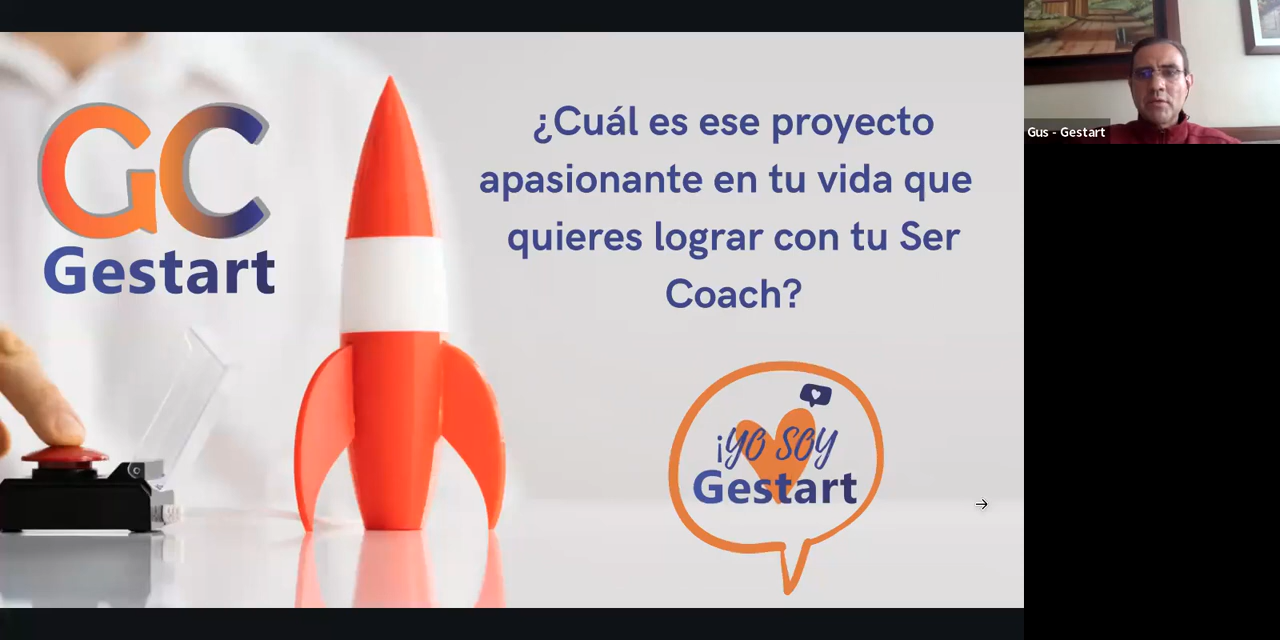 GC
Gestart
¿Cuál es ese proyecto
apasionante en tu vida que
quieres lograr con tu Ser
Coach?
¡YO SOY
Gestart
Gus - Gestart